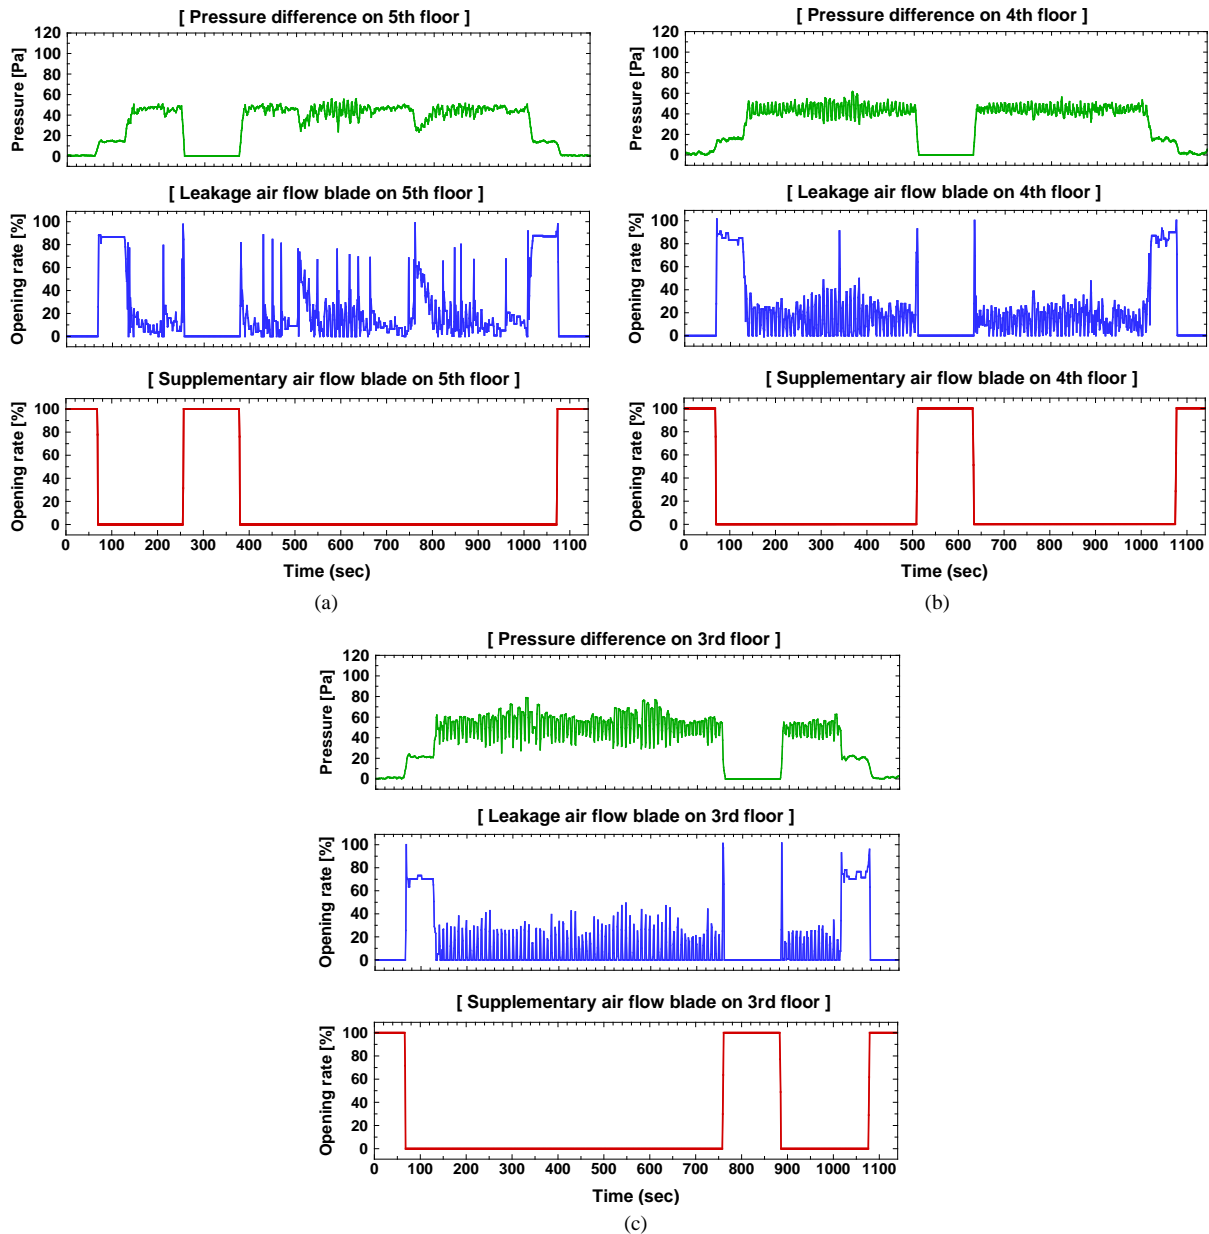 [ Pressure difference on 5th floor ]
Pressure [Pa]
120
100
80
60
40
20
0
[ Leakage air flow blade on 5th floor ]
Opening rate [%]
100
80
60
40
20
0
[ Supplementary air flow blade on 5th floor ]
Opening rate [%]
100
80
60
40
20
0
0 100 200 300 400 500 600 700 800 900 1000 1100
Time (sec)
(a)
[ Pressure difference on 4th floor ]
Pressure [Pa]
120
100
80
60
40
20
0
[ Leakage air flow blade on 4th floor ]
Opening rate [%]
100
80
60
40
20
0
[ Supplementary air flow blade on 4th floor ]
Opening rate [%]
100
80
60
40
20
0
0 100 200 300 400 500 600 700 800 900 1000 1100
Time (sec)
(b)
[ Pressure difference on 3rd floor ]
Pressure [Pa]
120
100
80
60
40
20
0
[ Leakage air flow blade on 3rd floor ]
Opening rate [%]
100
80
60
40
20
0
[ Supplementary air flow blade on 3rd floor ]
Opening rate [%]
100
80
60
40
20
0
0 100 200 300 400 500 600 700 800 900 1000 1100
Time (sec)
(c)